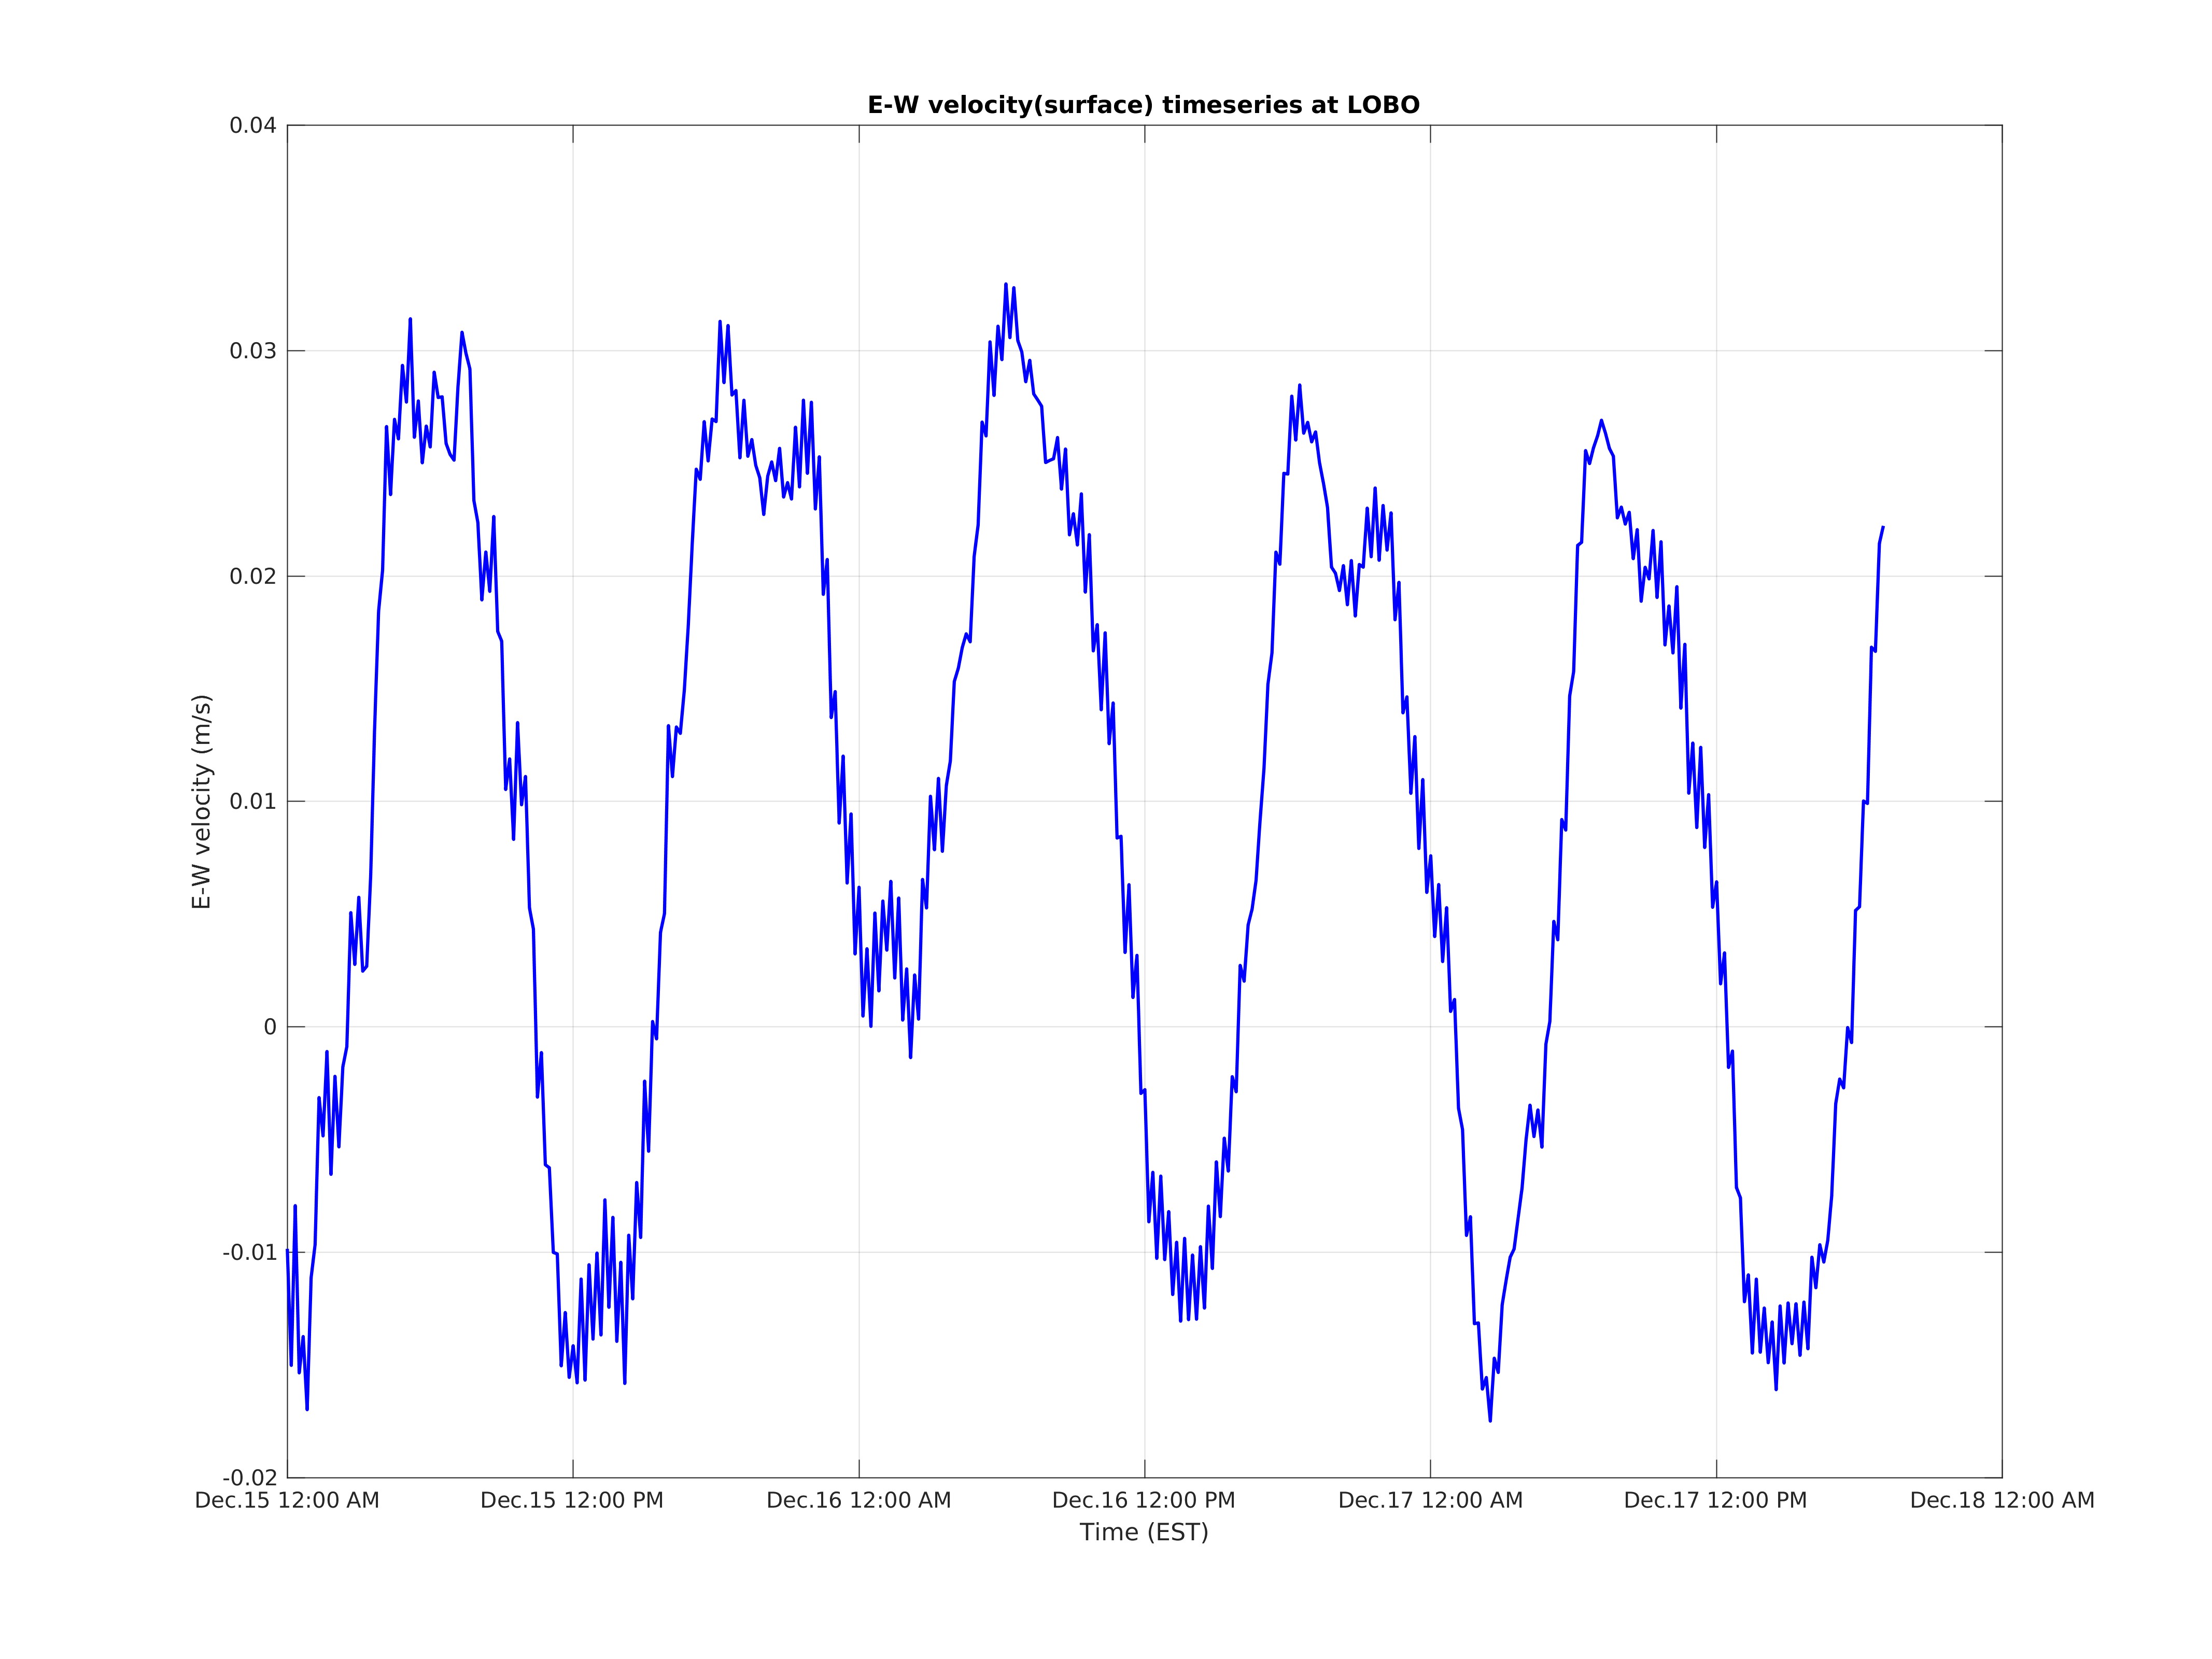 E-W velocity(surface) timeseries at LOBO
0.04
0.03
0.02
0.01
0
-0.01
-0.02
E-W velocity (m/s)
Dec.15 12:00 AM
Dec.15 12:00 PM
Dec.16 12:00 AM
Dec.16 12:00 PM
Dec.17 12:00 AM
Dec.17 12:00 PM
Dec.18 12:00 AM
Time (EST)